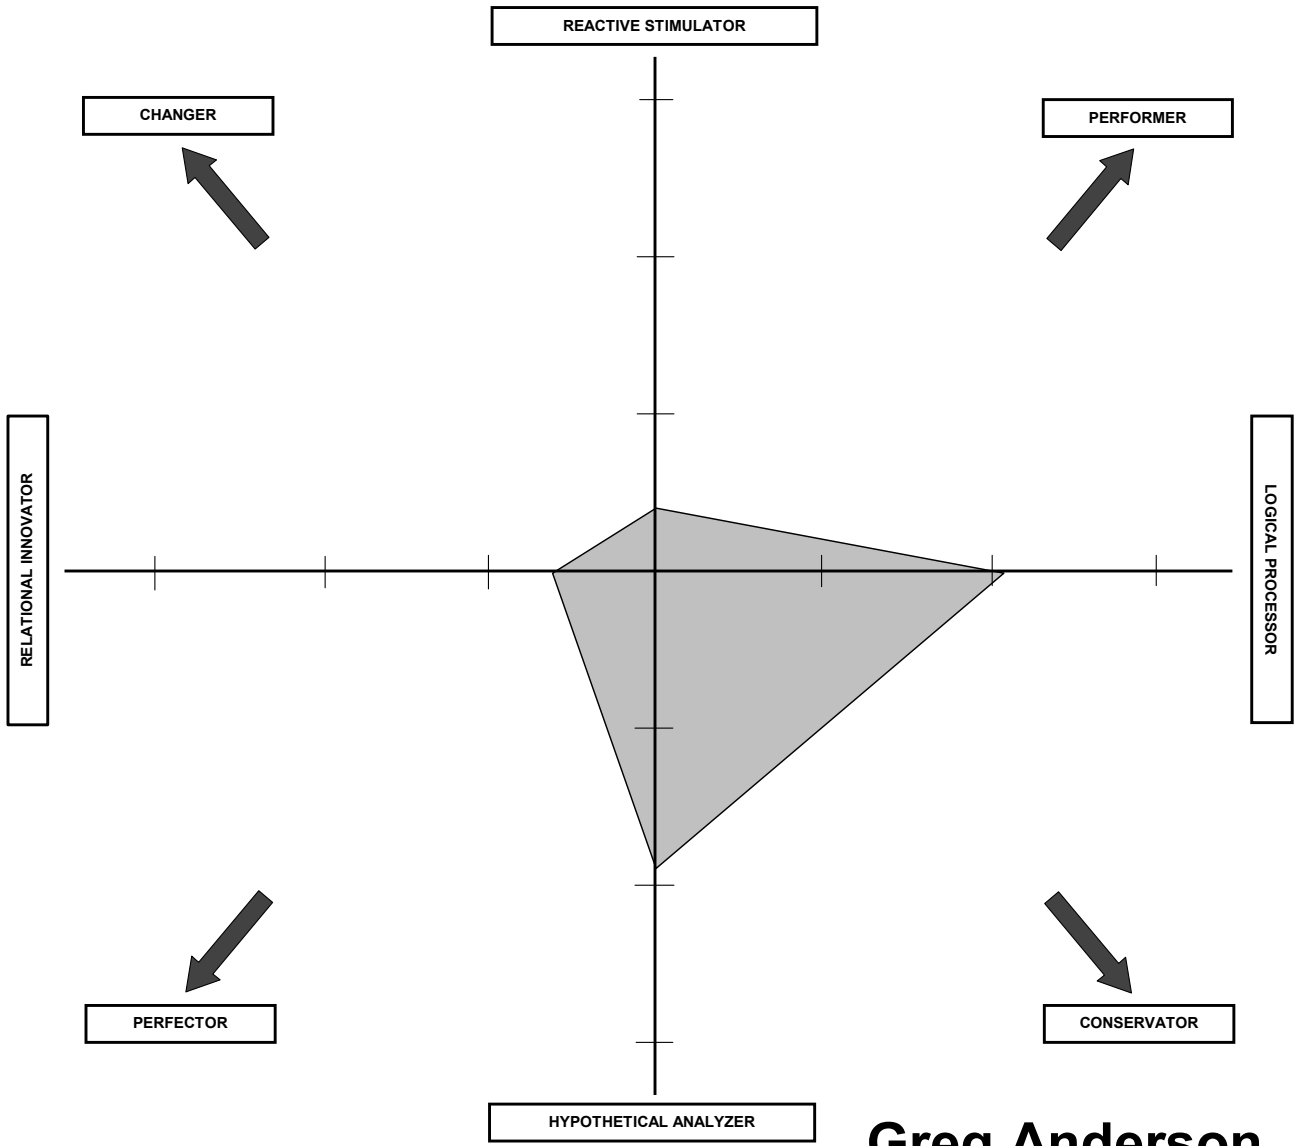 REACTIVE STIMULATOR
CHANGER
PERFORMER
RELATIONAL INNOVATOR
LOGICAL PROCESSOR
PERFECTOR
CONSERVATOR
HYPOTHETICAL ANALYZER
Greg Anderson